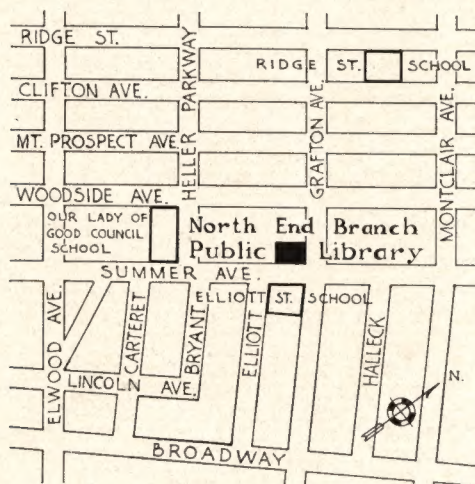 RIDGE ST.
HELLER PARKWAY
RIDGE ST. SCHOOL
CLIFTON AVE.
GRAFTON AVE.
MONTCLAIR AVE.
MT. PROSPECT AVE.
WOODSIDE AVE.
OUR LADY OF
GOOD COUNCIL
SCHOOL
North End Branch
Public Library
SUMMER AVE.
ELLIOTT ST. SCHOOL
ELWOOD AVE.
CARTERET
BRYANT
ELLIOTT
HALLECK
LINCOLN AVE.
N.
BROADWAY